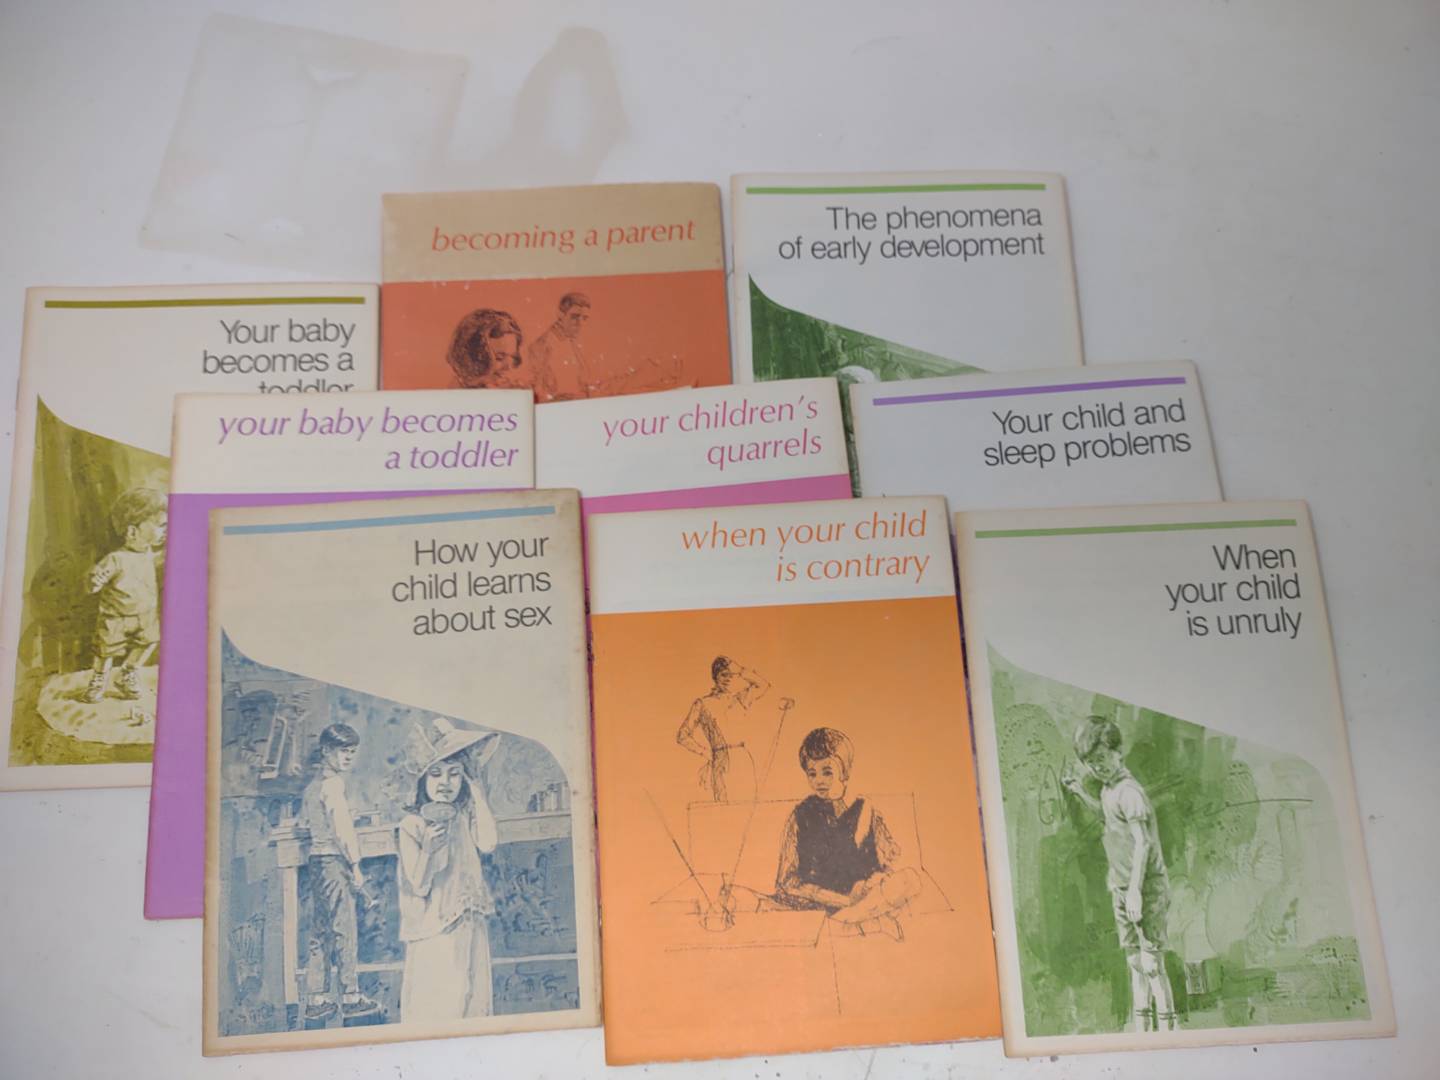 becoming a parent
The phenomena
of early development
Your baby
becomes a
toddler
your baby becomes
a toddler
your children's
quarrels
Your child and
sleep problems
How your
child learns
about sex
when your child
is contrary
When
your child
is unruly